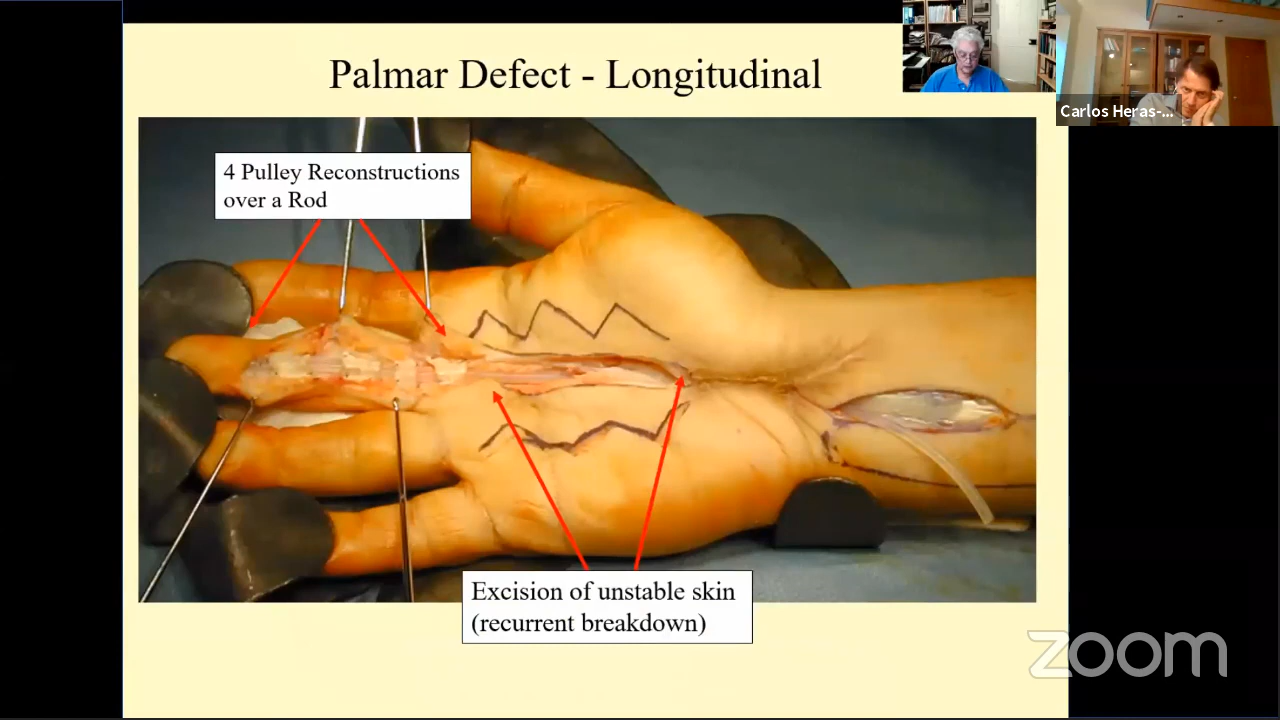 Palmar Defect - Longitudinal
Carlos Heras-...
4 Pulley Reconstructions
over a Rod
Excision of unstable skin
(recurrent breakdown)
zoom